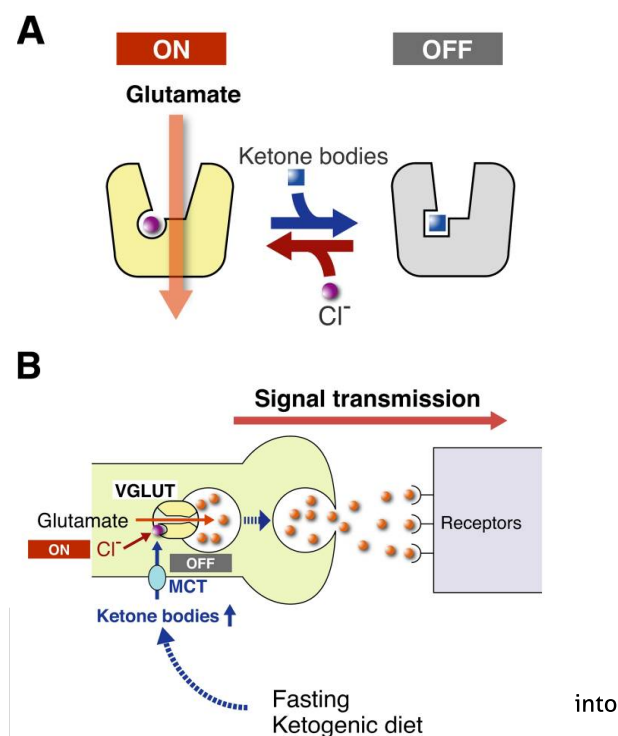 A
ON
OFF
Glutamate
Ketone bodies
Cl⁻
B
Signal transmission
VGLUT
Glutamate
ON
Cl⁻
OFF
MCT
Ketone bodies
Receptors
Fasting
Ketogenic diet
into